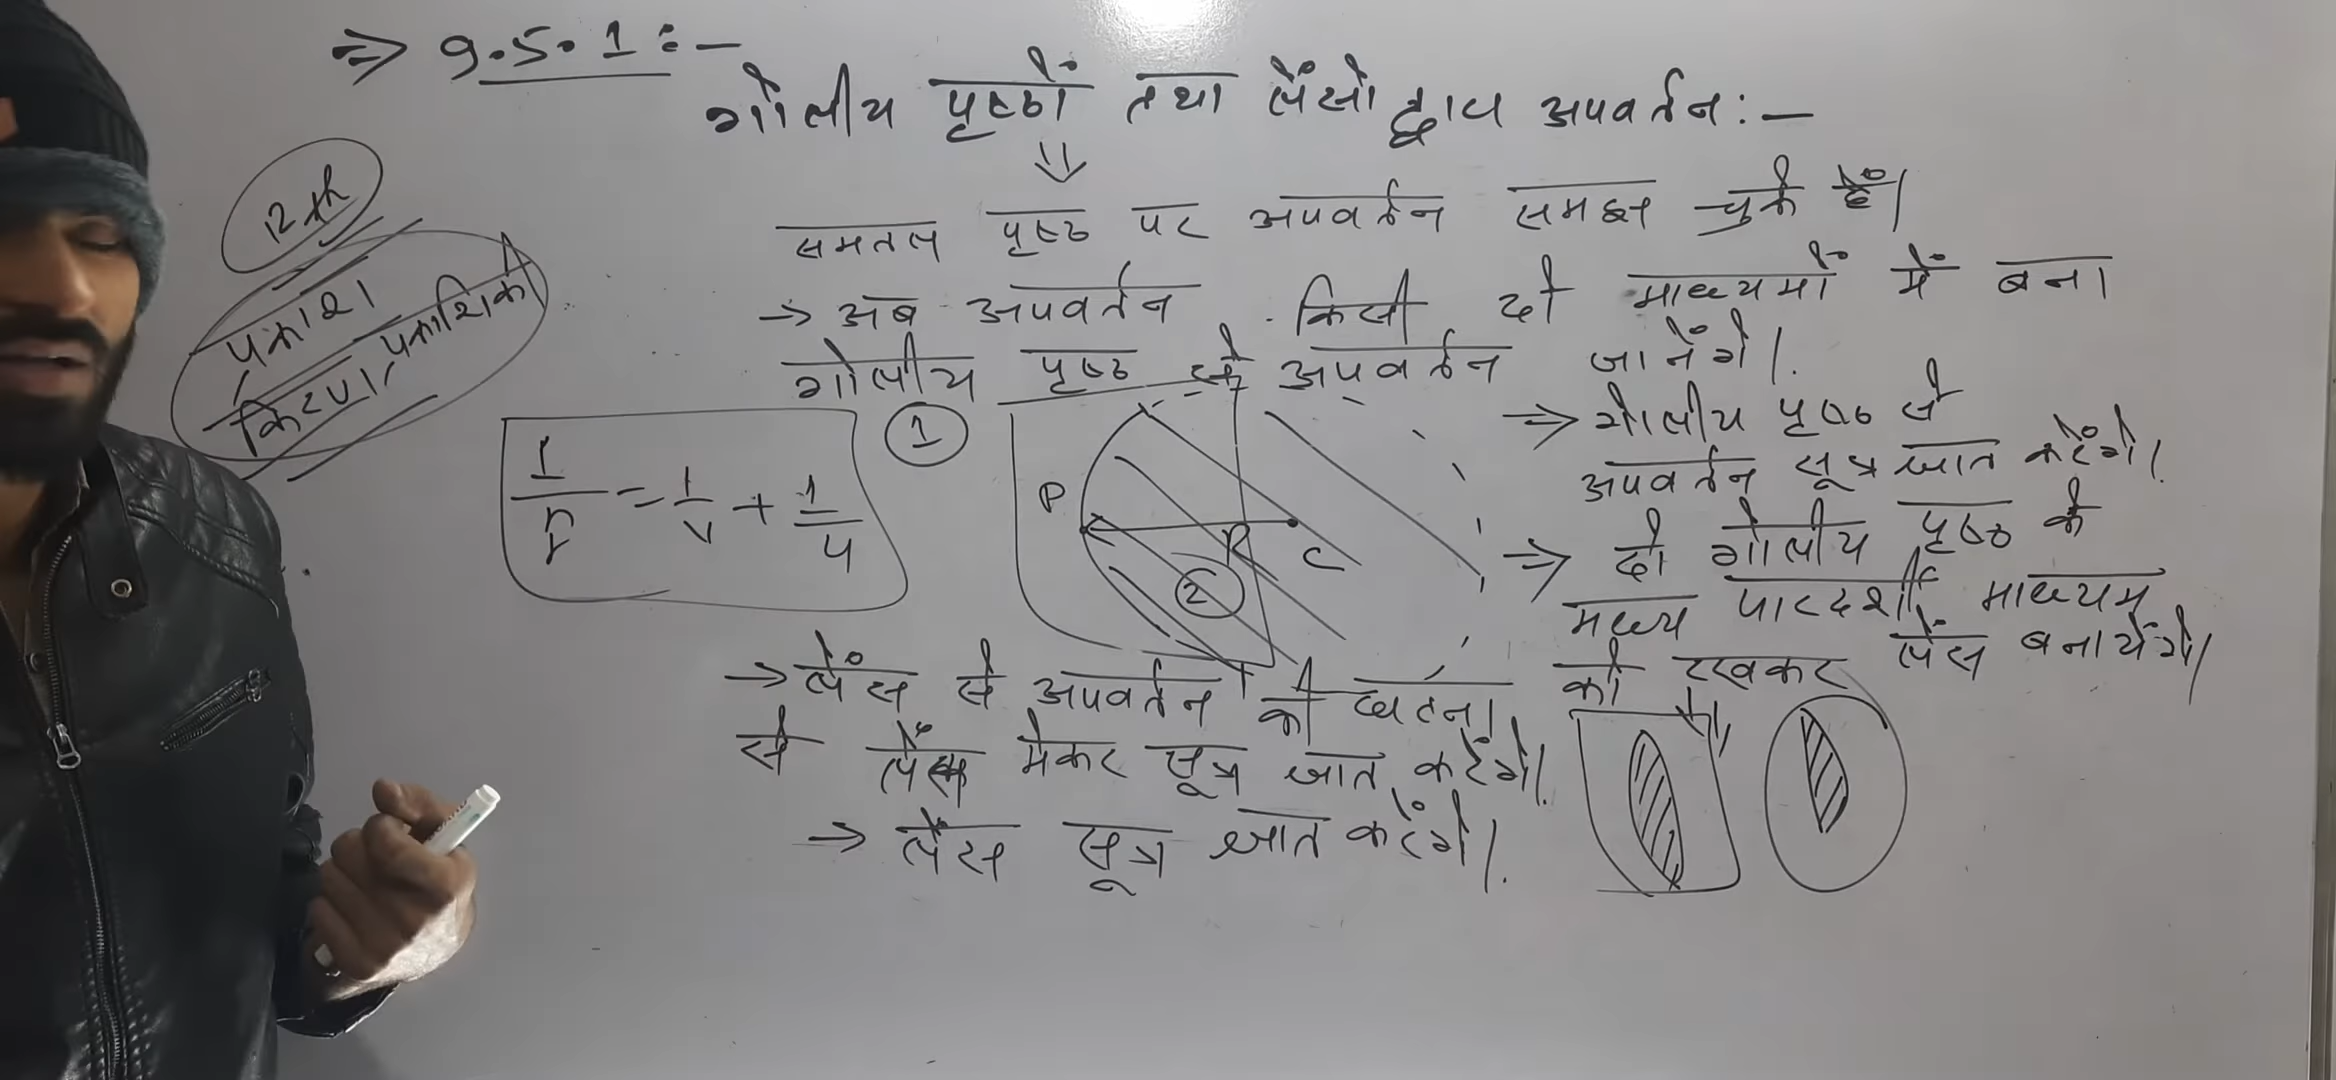 ⇒ 9.5.1:-
गोलीय पृष्ठों तथा लेंसों द्वारा अपवर्तन:-
⇓
12th
प्रकाश।
किरण प्रकाशिकी
समतल पृष्ठ पर अपवर्तन समझ चुके हैं।
→ अब अपवर्तन किसी दो माध्यमों में बना
गोलीय पृष्ठ से अपवर्तन जानेंगे।
1/r = 1/v + 1/u
①
P
R
C
②
⇒ गोलीय पृष्ठ से
अपवर्तन सूत्र ज्ञात करेंगे।
⇒ दो गोलीय पृष्ठ के
मध्य पारदर्शी माध्यम
को रखकर लेंस बनायेंगे।
→ लेंस से अपवर्तन की घटना
से लेंस मेकर सूत्र ज्ञात करेंगे।
→ लेंस सूत्र ज्ञात करेंगे।